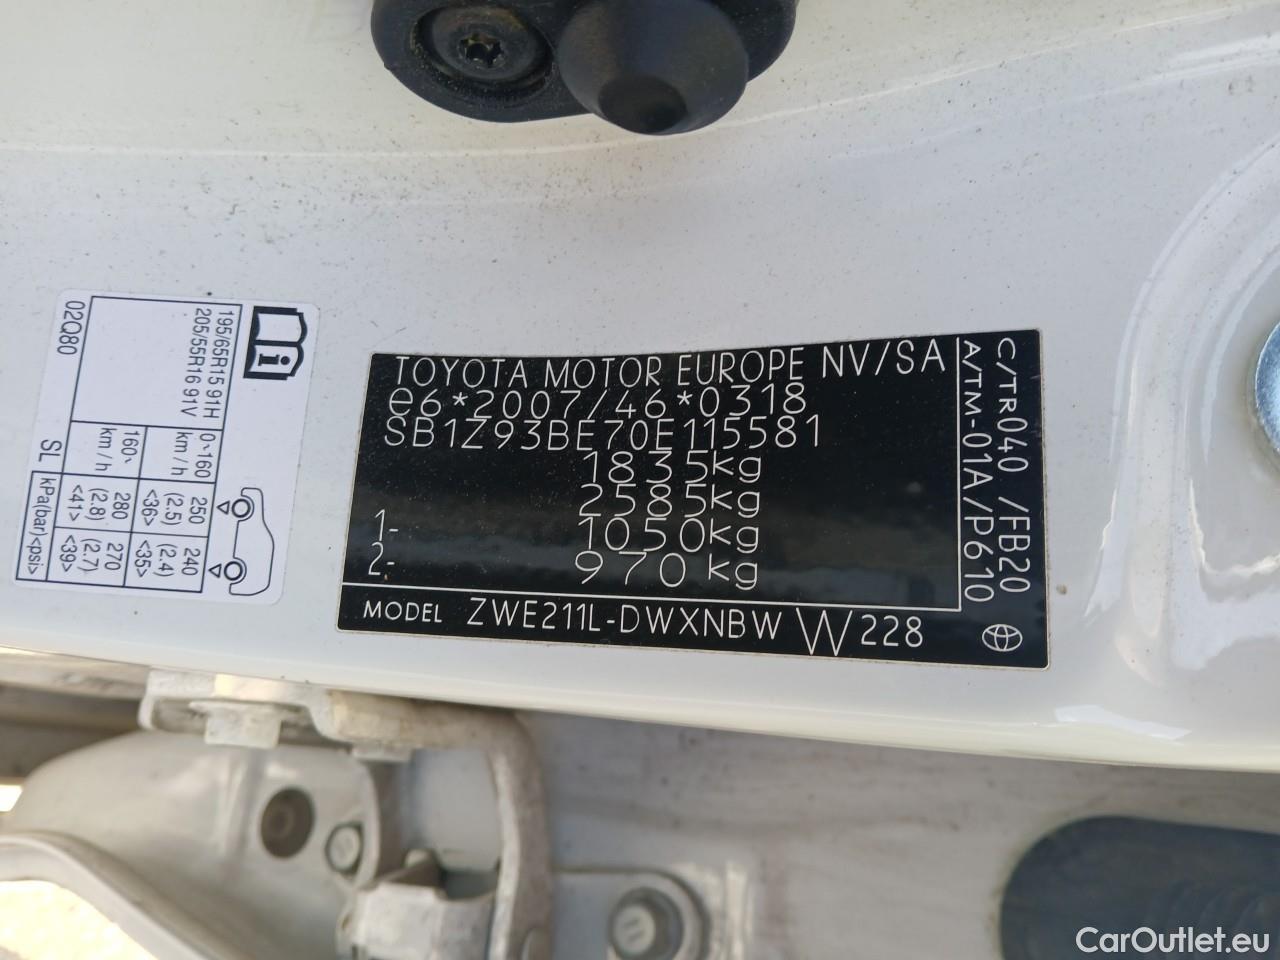 TOYOTA MOTOR EUROPE NV/SA
e6*2007/46*0318
SB1Z93BE70E115581
1835kg
2585kg
1- 1050kg
2- 970kg
MODEL ZWE211L-DWXNBW W228
C/TR040 /FB20
A/TM-01A/P610
195/65R15 91H
205/55R16 91V
0~160 km/h 250 (2.5) <36> 240 (2.4) <35>
160~ km/h 280 (2.8) <41> 270 (2.7) <39>
SL kPa(bar)<psi>
02Q80
CarOutlet.eu